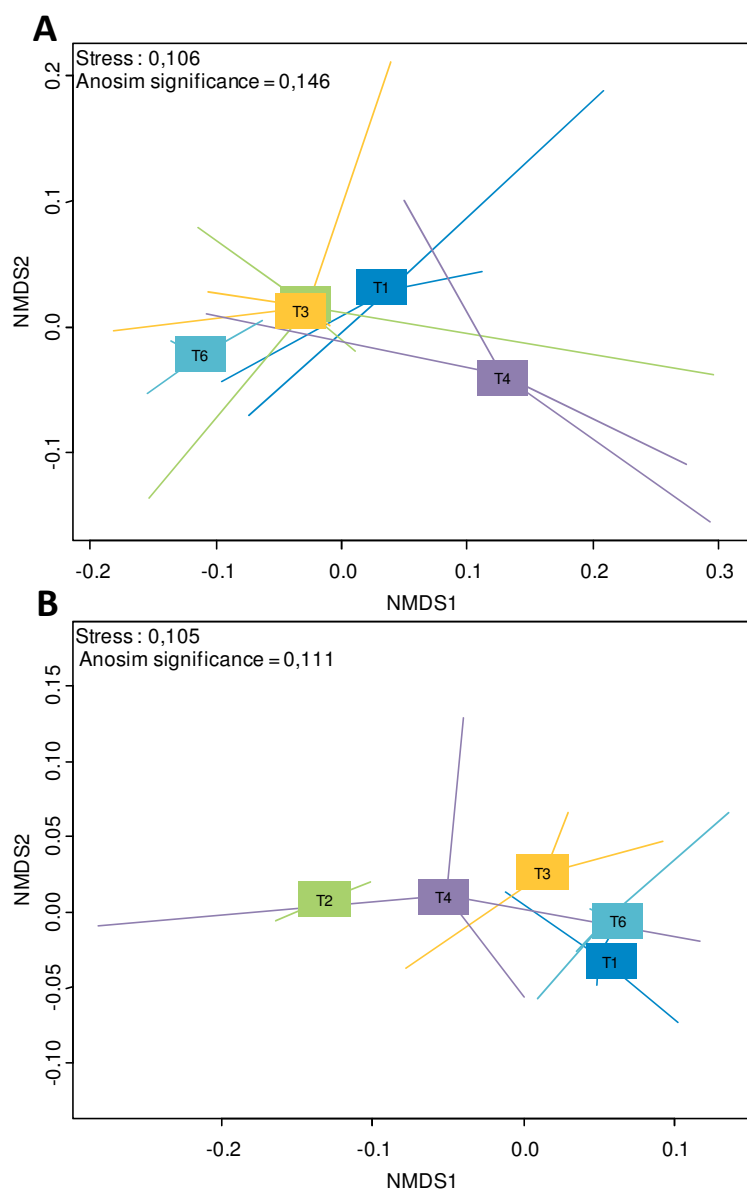 A
Stress : 0,106
Anosim significance = 0,146
0.2
0.1
0.0
-0.1
NMDS2
T3
T1
T6
T4
-0.2 -0.1 0.0 0.1 0.2 0.3
NMDS1
B
Stress : 0,105
Anosim significance = 0,111
0.15
0.10
0.05
0.00
-0.05
-0.10
NMDS2
T3
T2
T4
T6
T1
-0.2 -0.1 0.0 0.1
NMDS1